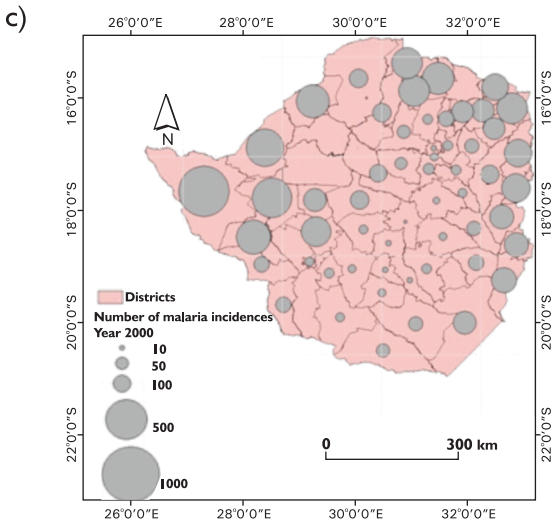 c)
26°0'0"E 28°0'0"E 30°0'0"E 32°0'0"E
16°0'0"S 16°0'0"S
N
18°0'0"S 18°0'0"S
Districts
Number of malaria incidences
Year 2000
10
50
100
500
1000
20°0'0"S 20°0'0"S
22°0'0"S 22°0'0"S
0 300 km
26°0'0"E 28°0'0"E 30°0'0"E 32°0'0"E